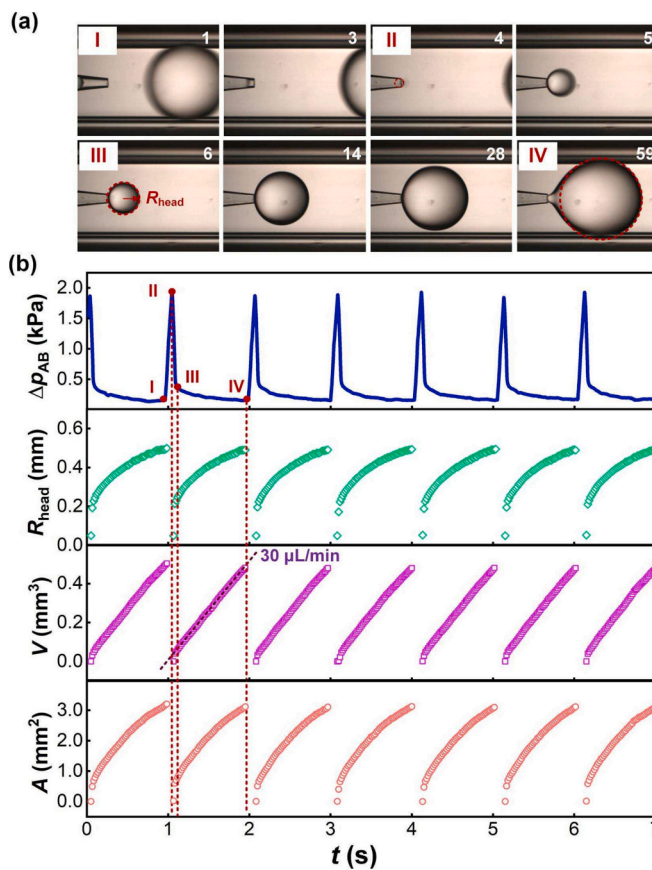 (a)
I 1 3 II 4 5
III 6 14 28 IV 59
R_head
(b)
Δp_AB (kPa)
2.0
1.5
1.0
0.5
I II III IV
R_head (mm)
0.6
0.4
0.2
0.0
V (mm³)
0.4
0.2
0.0
30 μL/min
A (mm²)
3.0
2.0
1.0
0.0
0 1 2 3 4 5 6 7
t (s)